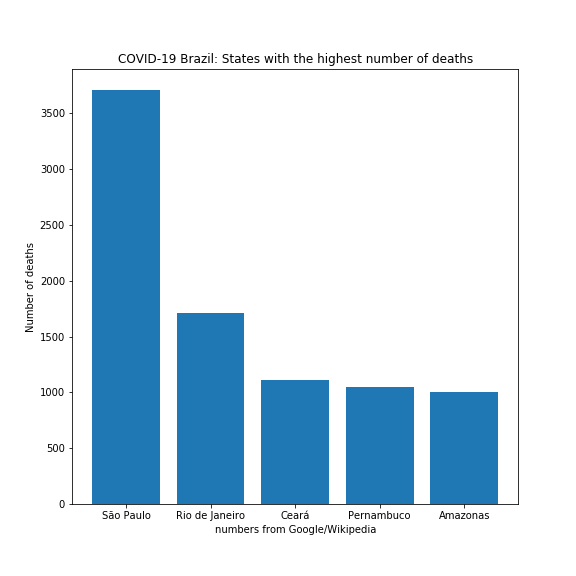 COVID-19 Brazil: States with the highest number of deaths
Number of deaths
3500
3000
2500
2000
1500
1000
500
0
São Paulo Rio de Janeiro Ceará Pernambuco Amazonas
numbers from Google/Wikipedia